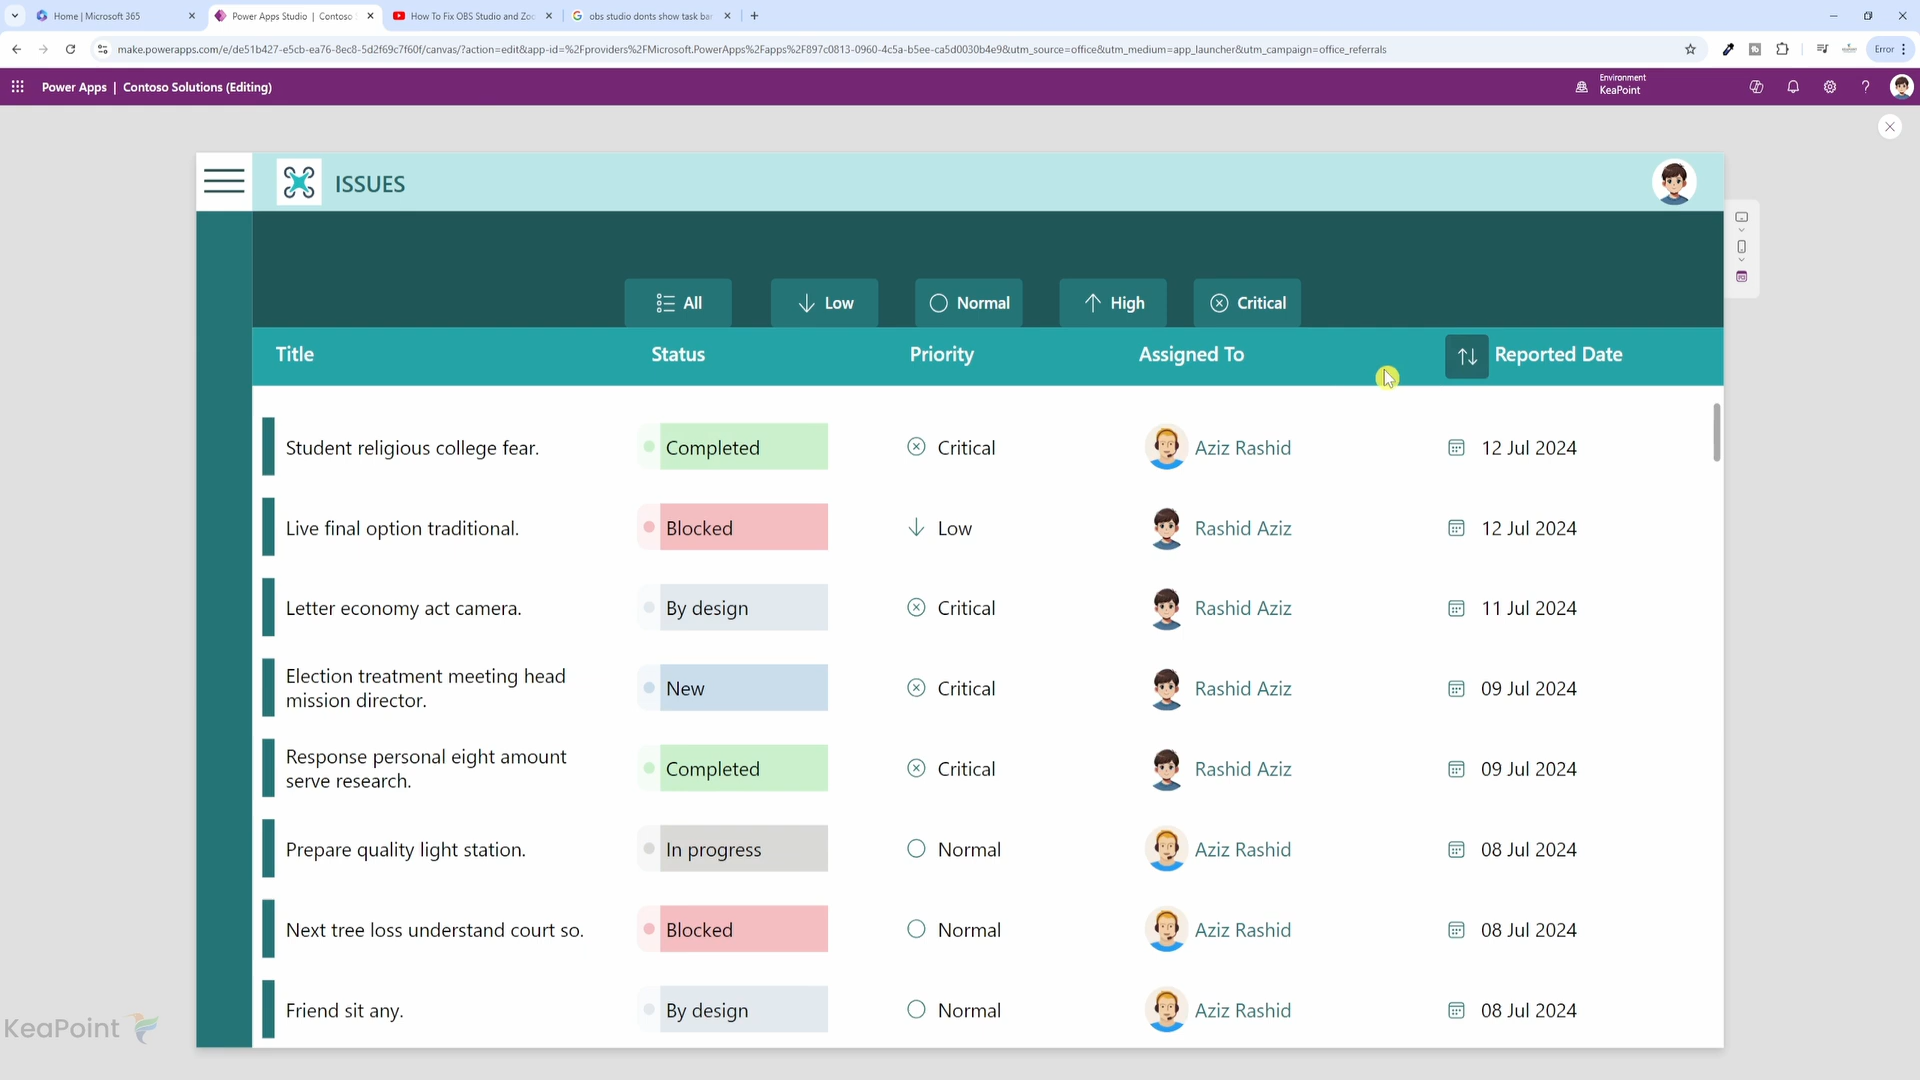 Home | Microsoft 365
Power Apps Studio | Contoso
How To Fix OBS Studio and Zoo
obs studio donts show task bar
make.powerapps.com/e/de51b427-e5cb-ea76-8ec8-5d2f69c7f60f/canvas/?action=edit&app-id=%2Fproviders%2FMicrosoft.PowerApps%2Fapps%2F897c0813-0960-4c5a-b5ee-ca5d0030b4e9&utm_source=office&utm_medium=app_launcher&utm_campaign=office_referrals
Error
Power Apps | Contoso Solutions (Editing)
Environment
KeaPoint
ISSUES
All
Low
Normal
High
Critical
Title
Status
Priority
Assigned To
Reported Date
Student religious college fear.
Completed
Critical
Aziz Rashid
12 Jul 2024
Live final option traditional.
Blocked
Low
Rashid Aziz
12 Jul 2024
Letter economy act camera.
By design
Critical
Rashid Aziz
11 Jul 2024
Election treatment meeting head
mission director.
New
Critical
Rashid Aziz
09 Jul 2024
Response personal eight amount
serve research.
Completed
Critical
Rashid Aziz
09 Jul 2024
Prepare quality light station.
In progress
Normal
Aziz Rashid
08 Jul 2024
Next tree loss understand court so.
Blocked
Normal
Aziz Rashid
08 Jul 2024
Friend sit any.
By design
Normal
Aziz Rashid
08 Jul 2024
KeaPoint